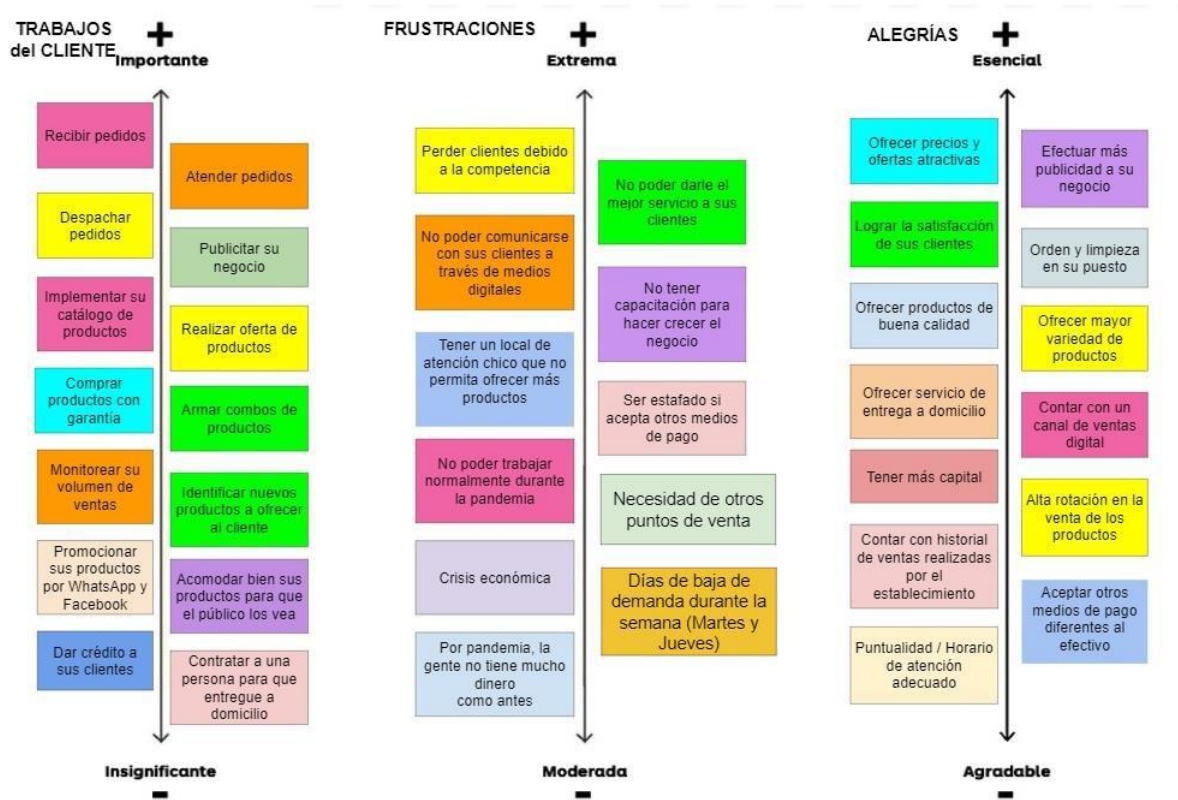 TRABAJOS
del CLIENTE
Importante
Recibir pedidos
Atender pedidos
Despachar
pedidos
Publicitar su
negocio
Implementar su
catálogo de
productos
Realizar oferta de
productos
Comprar
productos con
garantía
Armar combos de
productos
Monitorear su
volumen de
ventas
Identificar nuevos
productos a ofrecer
al cliente
Promocionar
sus productos
por WhatsApp y
Facebook
Acomodar bien sus
productos para que
el público los vea
Dar crédito a
sus clientes
Contratar a una
persona para que
entregue a
domicilio
Insignificante
FRUSTRACIONES
Extrema
Perder clientes debido
a la competencia
No poder darle el
mejor servicio a sus
clientes
No poder comunicarse
con sus clientes a
través de medios
digitales
No tener
capacitación para
hacer crecer el
negocio
Tener un local de
atención chico que no
permita ofrecer más
productos
Ser estafado si
acepta otros medios
de pago
No poder trabajar
normalmente durante
la pandemia
Necesidad de otros
puntos de venta
Crisis económica
Días de baja de
demanda durante la
semana (Martes y
Jueves)
Por pandemia, la
gente no tiene mucho
dinero
como antes
Moderada
ALEGRÍAS
Esencial
Ofrecer precios y
ofertas atractivas
Efectuar más
publicidad a su
negocio
Lograr la satisfacción
de sus clientes
Orden y limpieza
en su puesto
Ofrecer productos de
buena calidad
Ofrecer mayor
variedad de
productos
Ofrecer servicio de
entrega a domicilio
Contar con un
canal de ventas
digital
Tener más capital
Alta rotación en la
venta de los
productos
Contar con historial
de ventas realizadas
por el
establecimiento
Aceptar otros
medios de pago
diferentes al
efectivo
Puntualidad / Horario
de atención
adecuado
Agradable